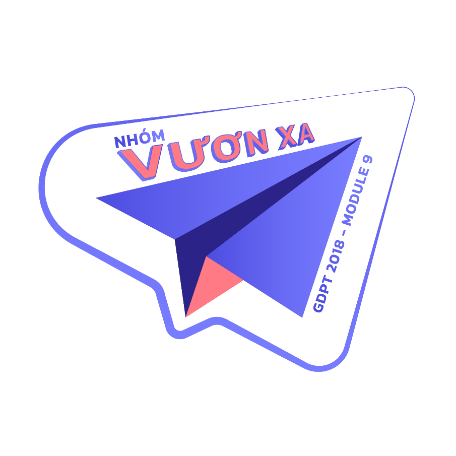 NHÓM
VƯƠN XA
GDPT 2018 – MODULE 9